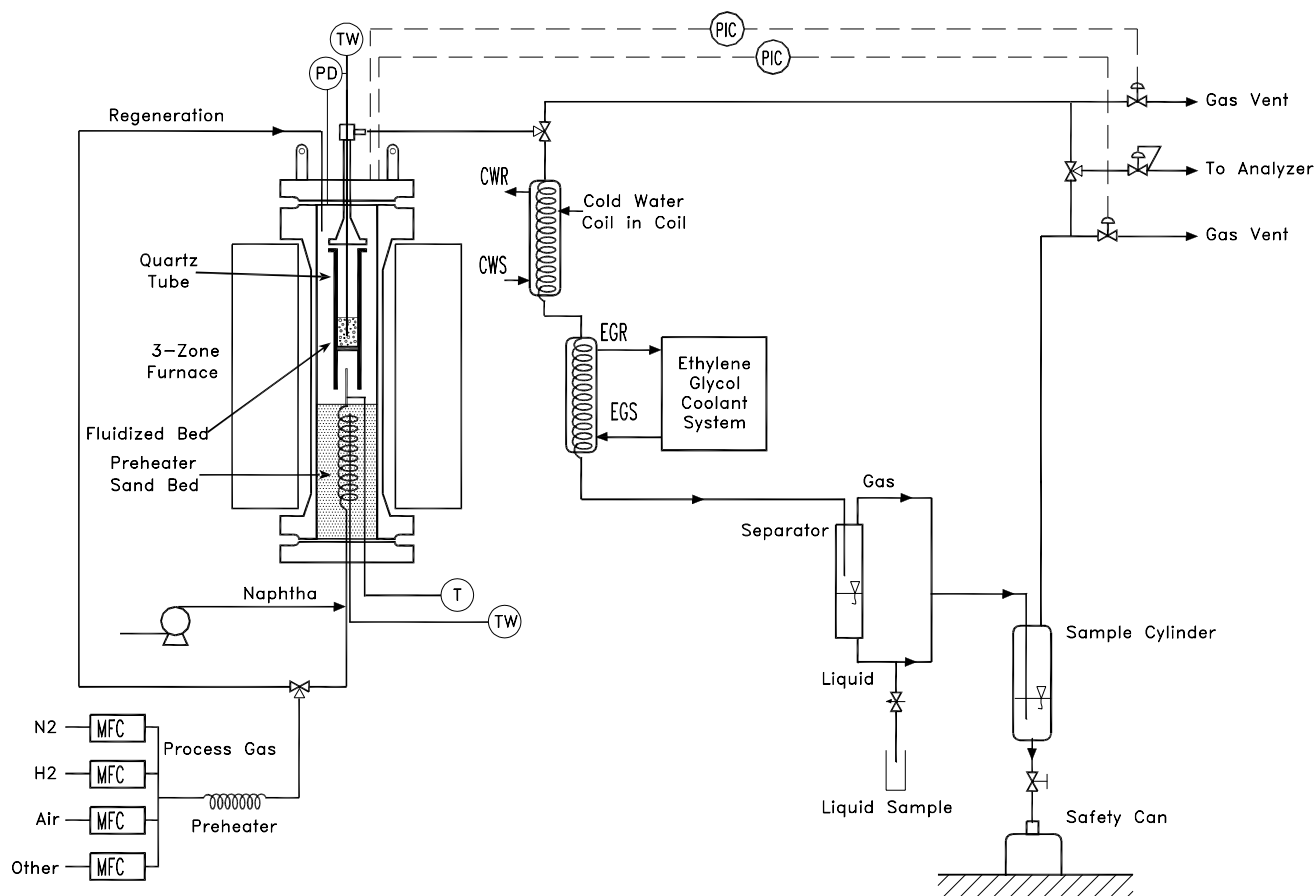 TW
PIC
PIC
PD
Gas Vent
Regeneration
To Analyzer
CWR
Cold Water
Coil in Coil
Gas Vent
Quartz
Tube
CWS
3-Zone
Furnace
EGR
Ethylene
Glycol
Coolant
System
EGS
Fluidized Bed
Preheater
Sand Bed
Gas
Separator
Naphtha
T
TW
Sample Cylinder
Liquid
N2
MFC
Process Gas
H2
MFC
Air
MFC
Preheater
Liquid Sample
Safety Can
Other
MFC